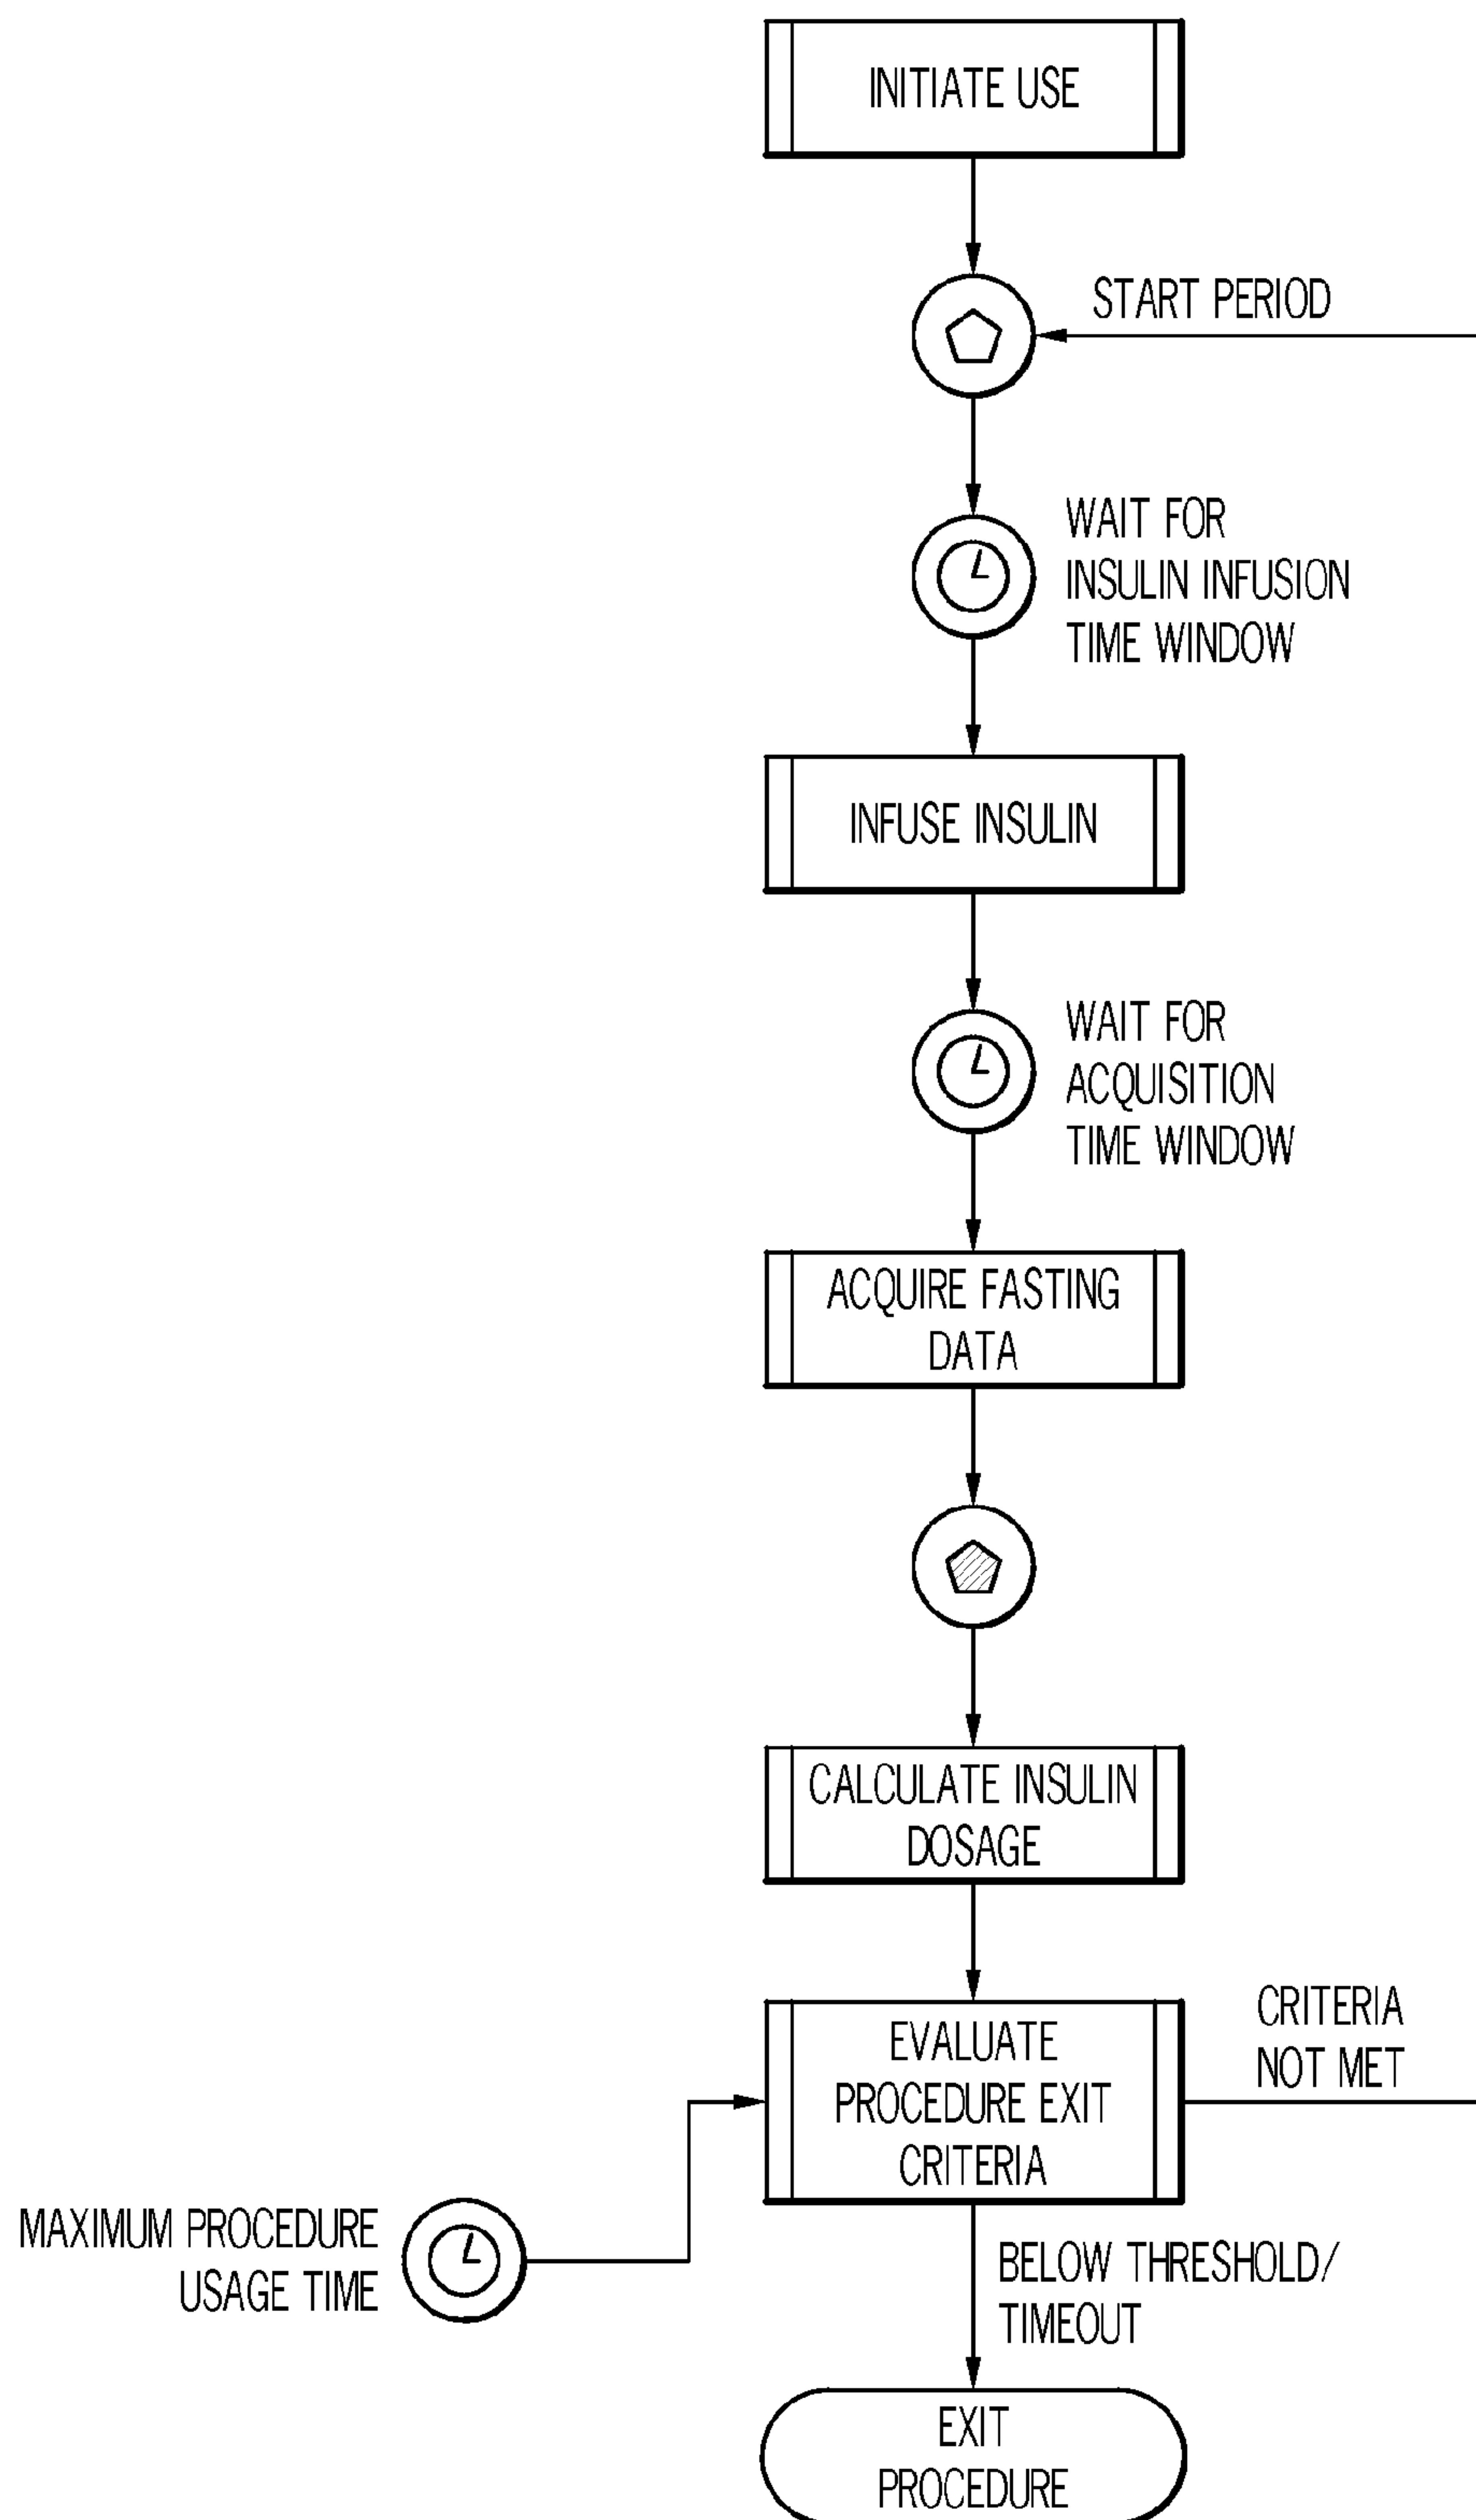 INITIATE USE
START PERIOD
WAIT FOR
INSULIN INFUSION
TIME WINDOW
INFUSE INSULIN
WAIT FOR
ACQUISITION
TIME WINDOW
ACQUIRE FASTING
DATA
CALCULATE INSULIN
DOSAGE
EVALUATE
PROCEDURE EXIT
CRITERIA
CRITERIA
NOT MET
MAXIMUM PROCEDURE
USAGE TIME
BELOW THRESHOLD/
TIMEOUT
EXIT
PROCEDURE